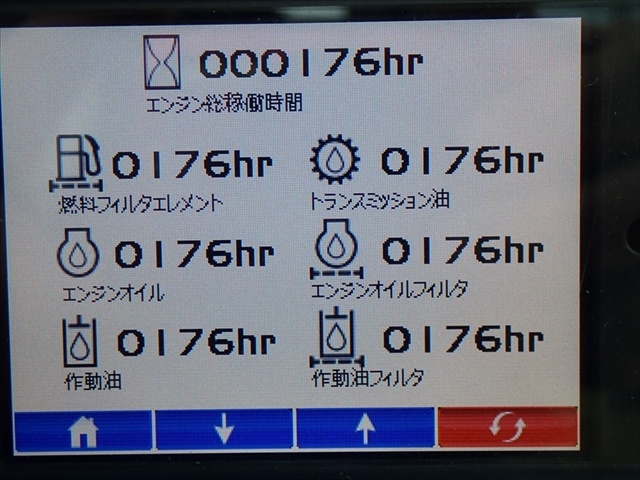 000176hr
エンジン総稼働時間
0176hr 0176hr
燃料フィルタエレメント トランスミッション油
0176hr 0176hr
エンジンオイル エンジンオイルフィルタ
0176hr 0176hr
作動油 作動油フィルタ